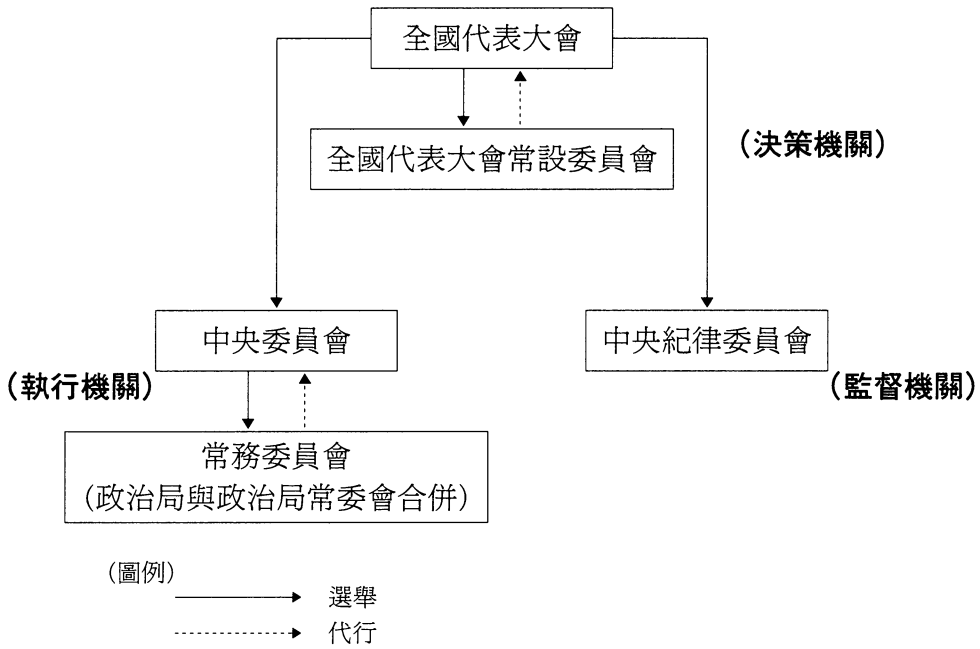 全國代表大會
全國代表大會常設委員會
（決策機關）
中央委員會
中央紀律委員會
（執行機關）
（監督機關）
常務委員會
（政治局與政治局常委會合併）
（圖例）
選舉
代行